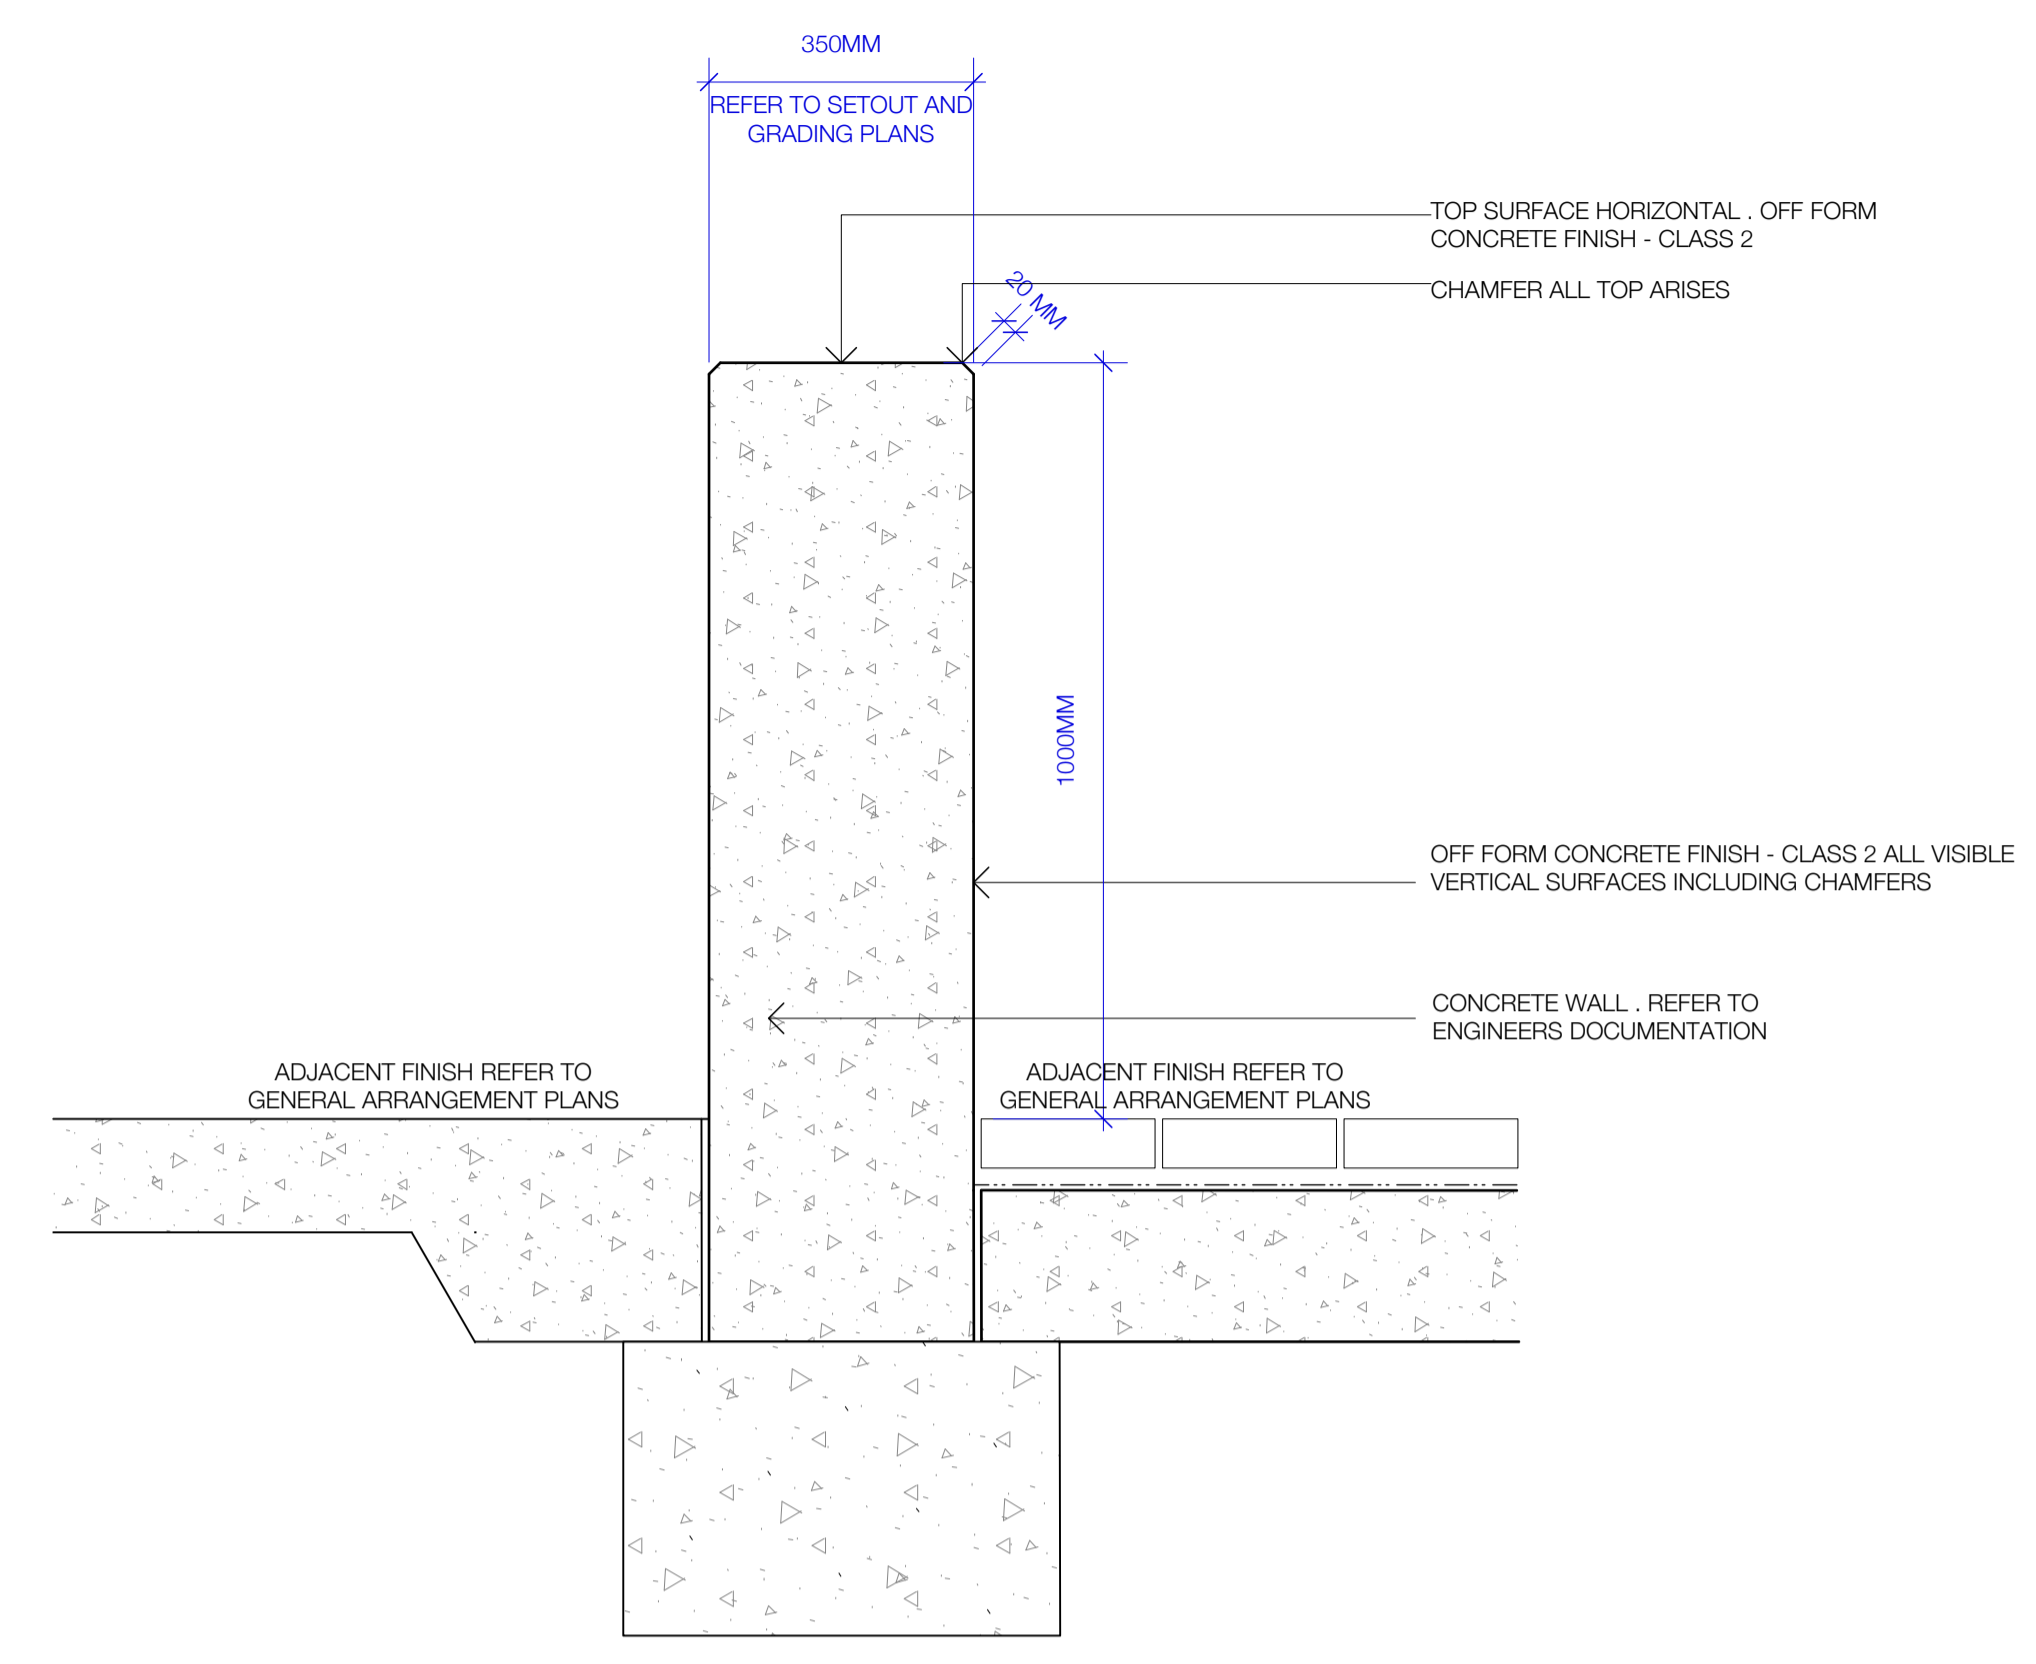 350MM
REFER TO SETOUT AND
GRADING PLANS
TOP SURFACE HORIZONTAL . OFF FORM
CONCRETE FINISH - CLASS 2
CHAMFER ALL TOP ARISES
20 MM
1000MM
OFF FORM CONCRETE FINISH - CLASS 2 ALL VISIBLE
VERTICAL SURFACES INCLUDING CHAMFERS
CONCRETE WALL . REFER TO
ENGINEERS DOCUMENTATION
ADJACENT FINISH REFER TO
GENERAL ARRANGEMENT PLANS
ADJACENT FINISH REFER TO
GENERAL ARRANGEMENT PLANS